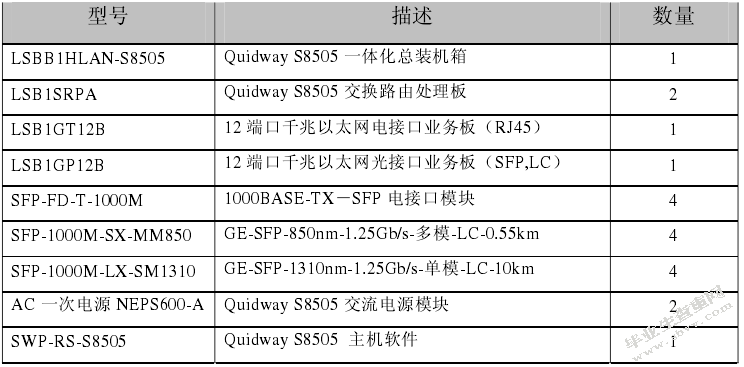 型号 描述 数量
LSBB1HLAN-S8505 Quidway S8505 一体化总装机箱 1
LSB1SRPA Quidway S8505 交换路由处理板 2
LSB1GT12B 12 端口千兆以太网电接口业务板（RJ45） 1
LSB1GP12B 12 端口千兆以太网光接口业务板（SFP,LC） 1
SFP-FD-T-1000M 1000BASE-TX－SFP 电接口模块 4
SFP-1000M-SX-MM850 GE-SFP-850nm-1.25Gb/s-多模-LC-0.55km 4
SFP-1000M-LX-SM1310 GE-SFP-1310nm-1.25Gb/s-单模-LC-10km 4
AC 一次电源 NEPS600-A Quidway S8505 交流电源模块 2
SWP-RS-S8505 Quidway S8505 主机软件 1
毕业生查重网